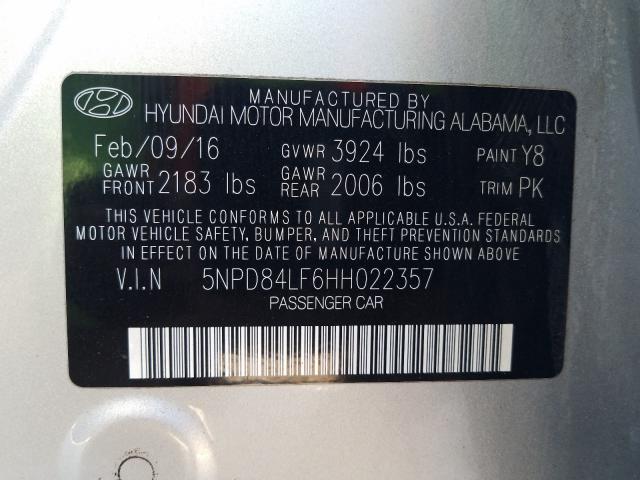 MANUFACTURED BY
HYUNDAI MOTOR MANUFACTURING ALABAMA, LLC
Feb/09/16 GVWR 3924 lbs PAINT Y8
GAWR FRONT 2183 lbs GAWR REAR 2006 lbs TRIM PK
THIS VEHICLE CONFORMS TO ALL APPLICABLE U.S.A. FEDERAL
MOTOR VEHICLE SAFETY, BUMPER, AND THEFT PREVENTION STANDARDS
IN EFFECT ON THE DATE OF MANUFACTURE SHOWN ABOVE
V.I.N 5NPD84LF6HH022357
PASSENGER CAR